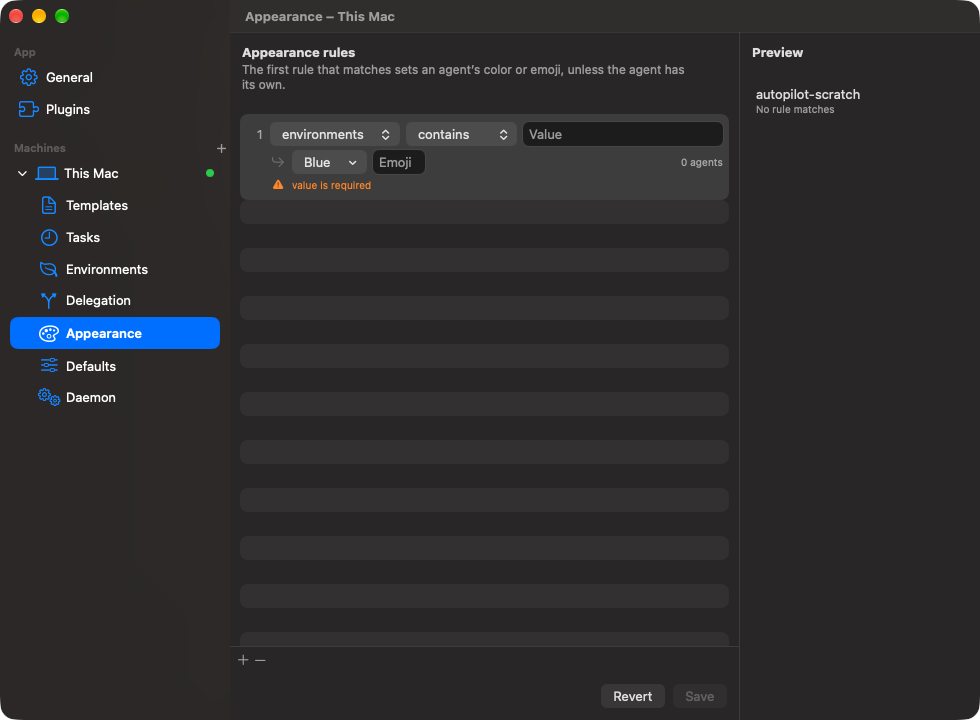 Appearance – This Mac
App
General
Plugins
Machines
This Mac
Templates
Tasks
Environments
Delegation
Appearance
Defaults
Daemon
Appearance rules
The first rule that matches sets an agent’s color or emoji, unless the agent has
its own.
1 environments contains Value
Blue Emoji 0 agents
value is required
Revert Save
Preview
autopilot-scratch
No rule matches